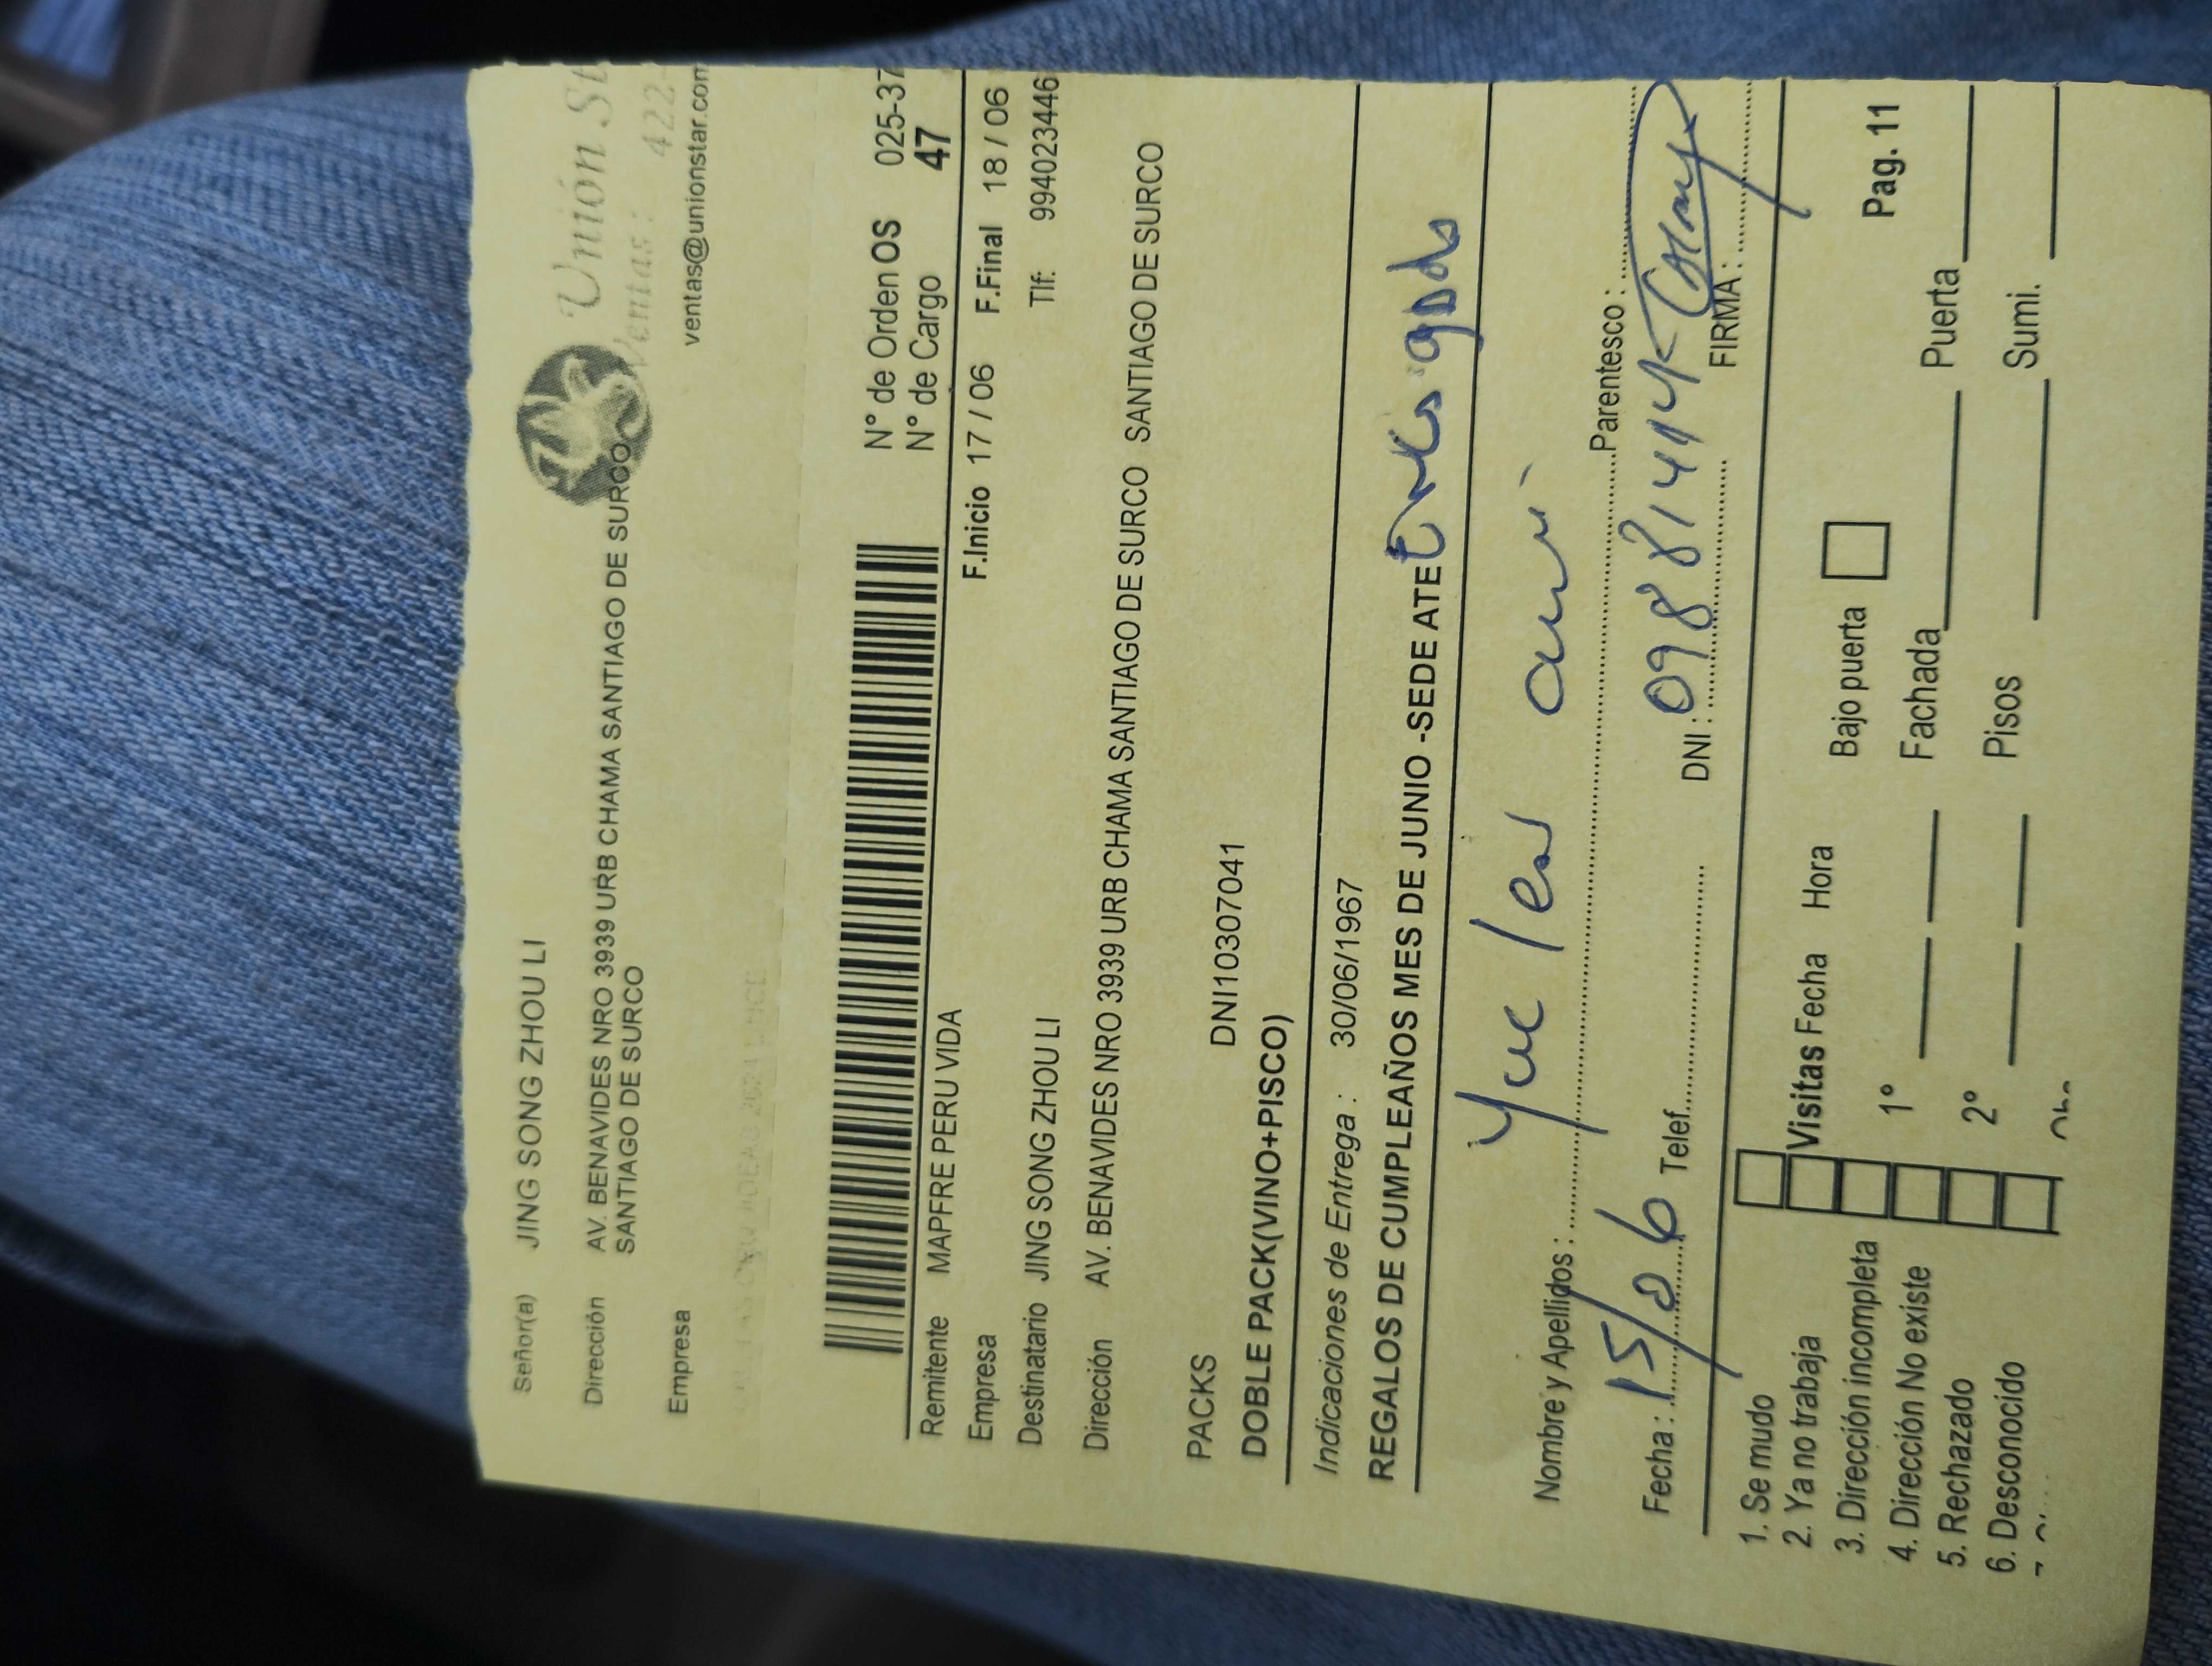 Señor(a) JING SONG ZHOU LI
Dirección AV. BENAVIDES NRO 3939 URB CHAMA SANTIAGO DE SURCO
SANTIAGO DE SURCO
Empresa
Unión St
Ventas: 422-
ventas@unionstar.com
N° de Orden OS 025-37
N° de Cargo 47
Remitente MAPFRE PERU VIDA
F.Inicio 17 / 06 F.Final 18 / 06
Empresa
Tlf: 994023446
Destinatario JING SONG ZHOU LI
Dirección AV. BENAVIDES NRO 3939 URB CHAMA SANTIAGO DE SURCO SANTIAGO DE SURCO
PACKS
DNI10307041
DOBLE PACK(VINO+PISCO)
Indicaciones de Entrega : 30/06/1967
REGALOS DE CUMPLEAÑOS MES DE JUNIO -SEDE ATE
Nombre y Apellidos :
Parentesco :
Fecha : 15/06 Telef. DNI :
FIRMA :
1. Se mudo
2. Ya no trabaja
3. Dirección incompleta
4. Dirección No existe
5. Rechazado
6. Desconocido
Visitas Fecha Hora Bajo puerta
Pag. 11
1° Fachada Puerta
2° Pisos Sumi.